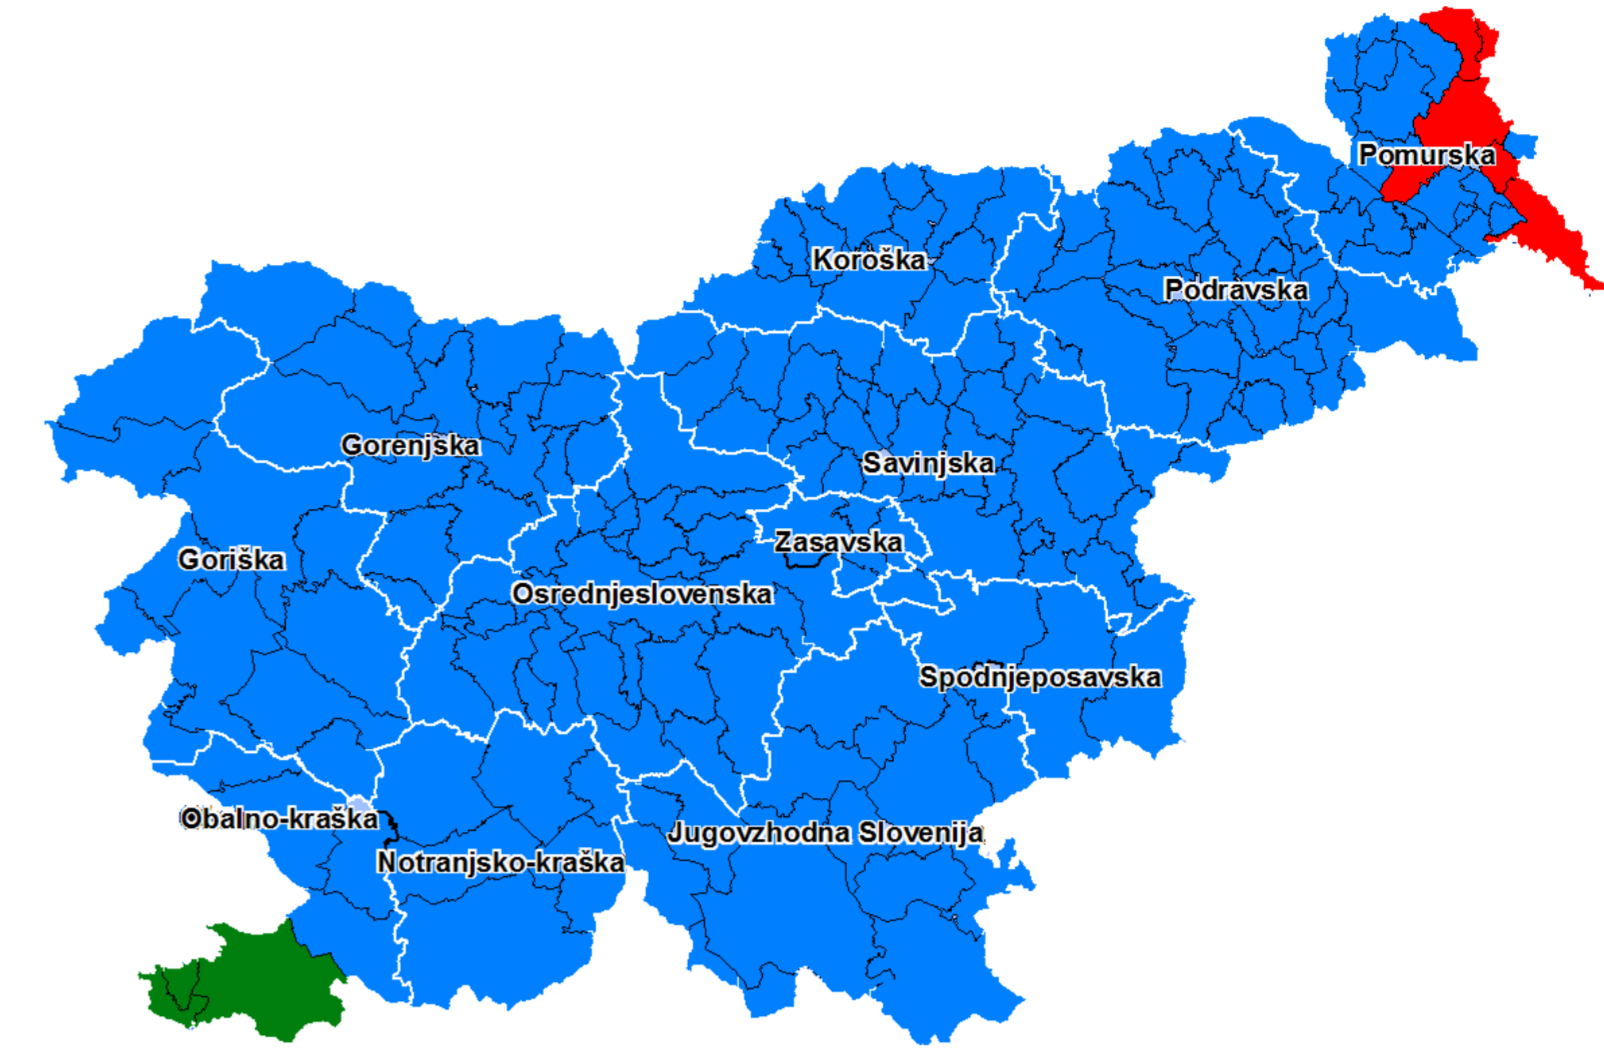 Pomurska
Koroška
Podravska
Gorenjska
Savinjska
Zasavska
Goriška
Osrednjeslovenska
Spodnjeposavska
Obalno-kraška
Jugovzhodna Slovenija
Notranjsko-kraška